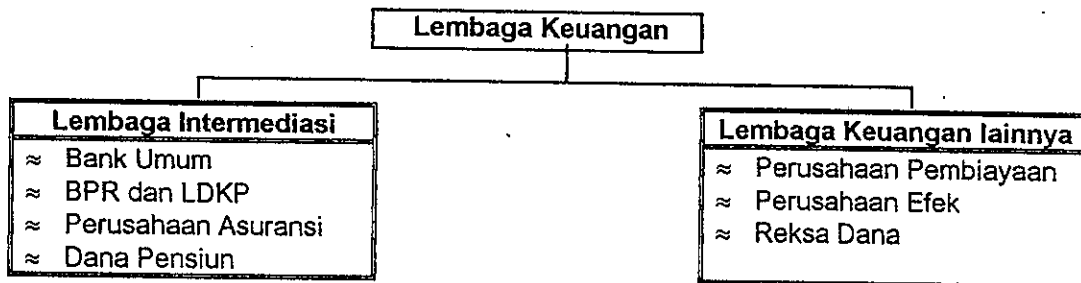 Lembaga Keuangan
Lembaga Intermediasi
≈ Bank Umum
≈ BPR dan LDKP
≈ Perusahaan Asuransi
≈ Dana Pensiun
Lembaga Keuangan lainnya
≈ Perusahaan Pembiayaan
≈ Perusahaan Efek
≈ Reksa Dana